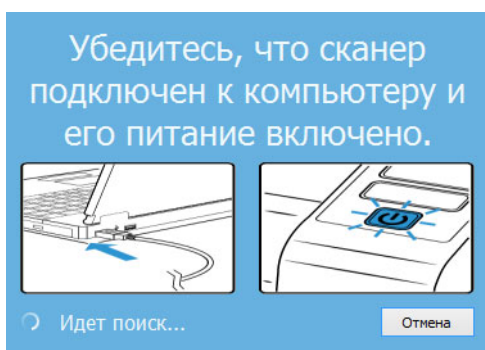 Убедитесь, что сканер
подключен к компьютеру и
его питание включено.
Идет поиск...
Отмена